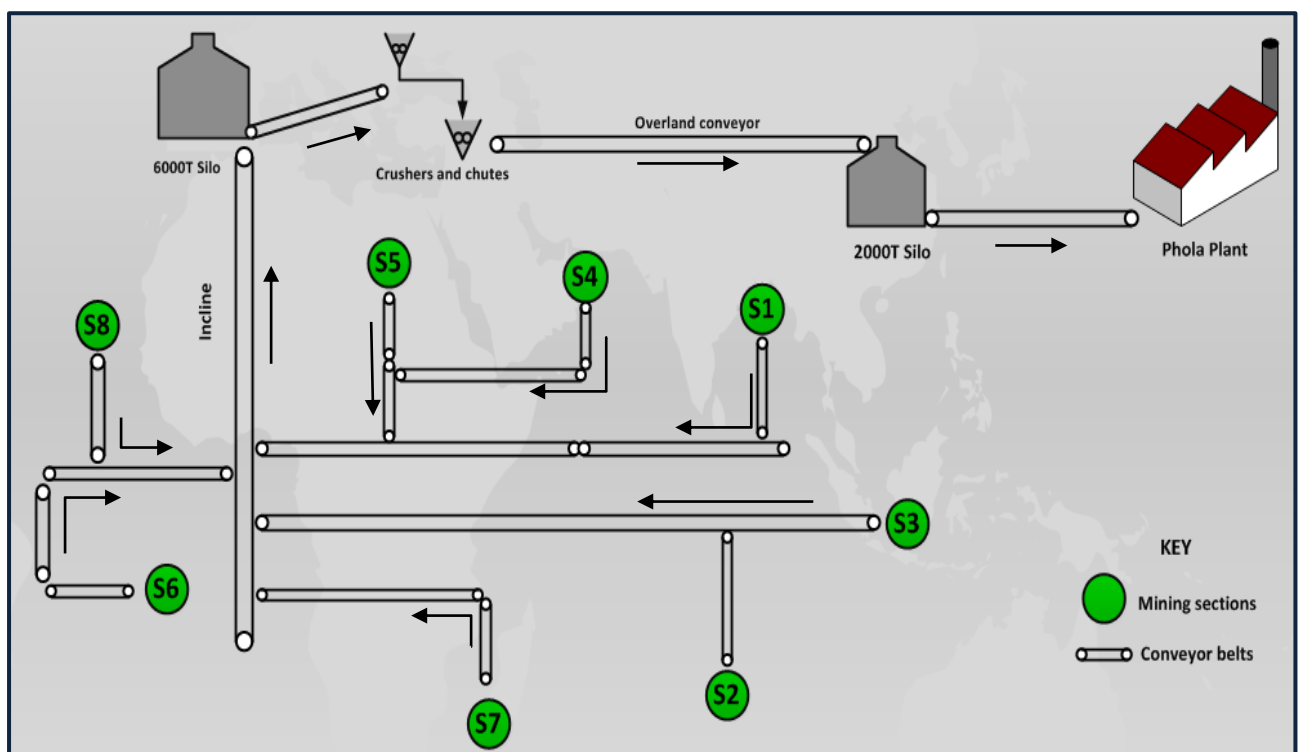 6000T Silo
Crushers and chutes
Overland conveyor
2000T Silo
Phola Plant
Incline
S5
S4
S1
S8
S3
S6
S2
S7
KEY
Mining sections
Conveyor belts